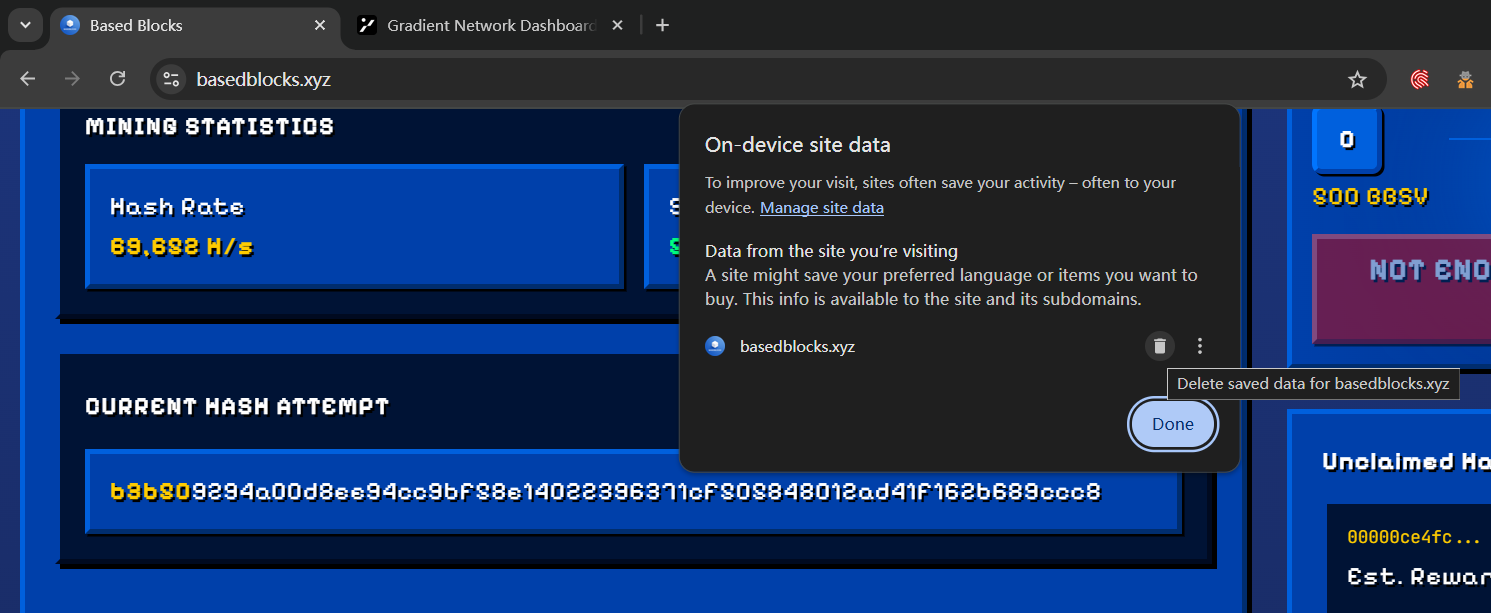 Based Blocks
Gradient Network Dashboard
basedblocks.xyz
MINING STATISTICS
Hash Rate
69,682 H/s
On-device site data
To improve your visit, sites often save your activity – often to your
device. Manage site data
Data from the site you're visiting
A site might save your preferred language or items you want to
buy. This info is available to the site and its subdomains.
basedblocks.xyz
Delete saved data for basedblocks.xyz
Done
CURRENT HASH ATTEMPT
0
NOT ENO
Unclaimed Ha
00000ce4fc...
Est. Rewar